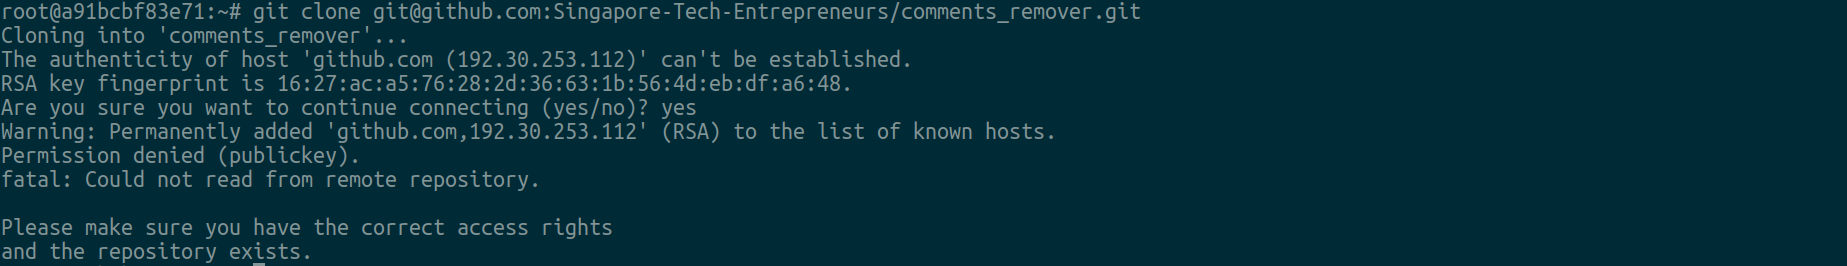 root@a91bcbf83e71:~# git clone git@github.com:Singapore-Tech-Entrepreneurs/comments_remover.git
Cloning into 'comments_remover'...
The authenticity of host 'github.com (192.30.253.112)' can't be established.
RSA key fingerprint is 16:27:ac:a5:76:28:2d:36:63:1b:56:4d:eb:df:a6:48.
Are you sure you want to continue connecting (yes/no)? yes
Warning: Permanently added 'github.com,192.30.253.112' (RSA) to the list of known hosts.
Permission denied (publickey).
fatal: Could not read from remote repository.
Please make sure you have the correct access rights
and the repository exists.